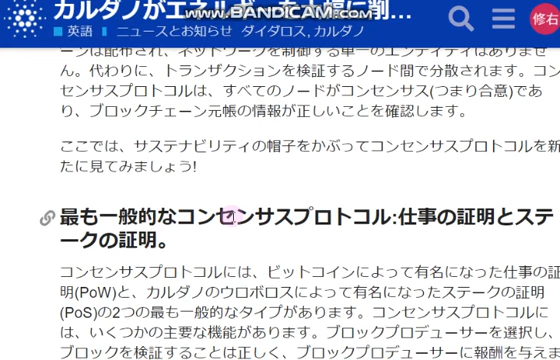 カルダノがエネルギーを大幅に削...
www.BANDICAM.com
英語 ニュースとお知らせ ダイダロス, カルダノ
修右
ーンは配布され、ネットワークを制御する単一のエンティティはありませ
ん。代わりに、トランザクションを検証するノード間で分散されます。コン
センサスプロトコルは、すべてのノードがコンセンサス(つまり合意)であ
り、ブロックチェーン元帳の情報が正しいことを確認します。
ここでは、サステナビリティの帽子をかぶってコンセンサスプロトコルを新
たに見てみましょう!
最も一般的なコンセンサスプロトコル:仕事の証明とステ
ークの証明。
コンセンサスプロトコルには、ビットコインによって有名になった仕事の証
明(PoW)と、カルダノのウロボロスによって有名になったステークの証明
(PoS)の2つの最も一般的なタイプがあります。コンセンサスプロトコルに
は、いくつかの主要な機能があります。ブロックプロデューサーを選択し、
ブロックを検証することは正しく、ブロックプロデューサーに報酬を与えま